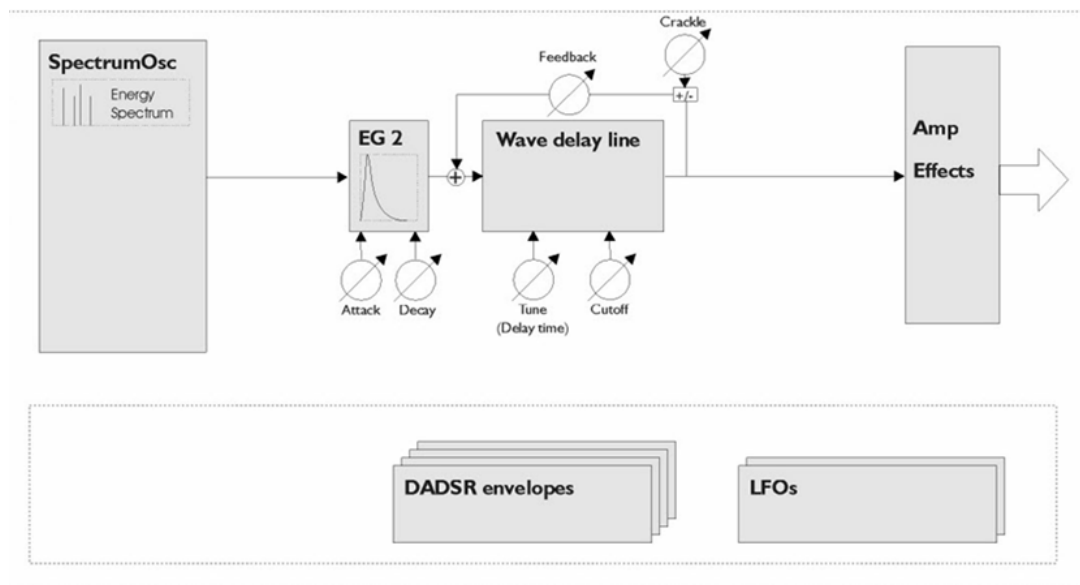 Crackle
SpectrumOsc
Feedback
Energy
Spectrum
+/-
EG 2
Wave delay line
Amp
Effects
+
Attack
Decay
Tune
(Delay time)
Cutoff
DADSR envelopes
LFOs